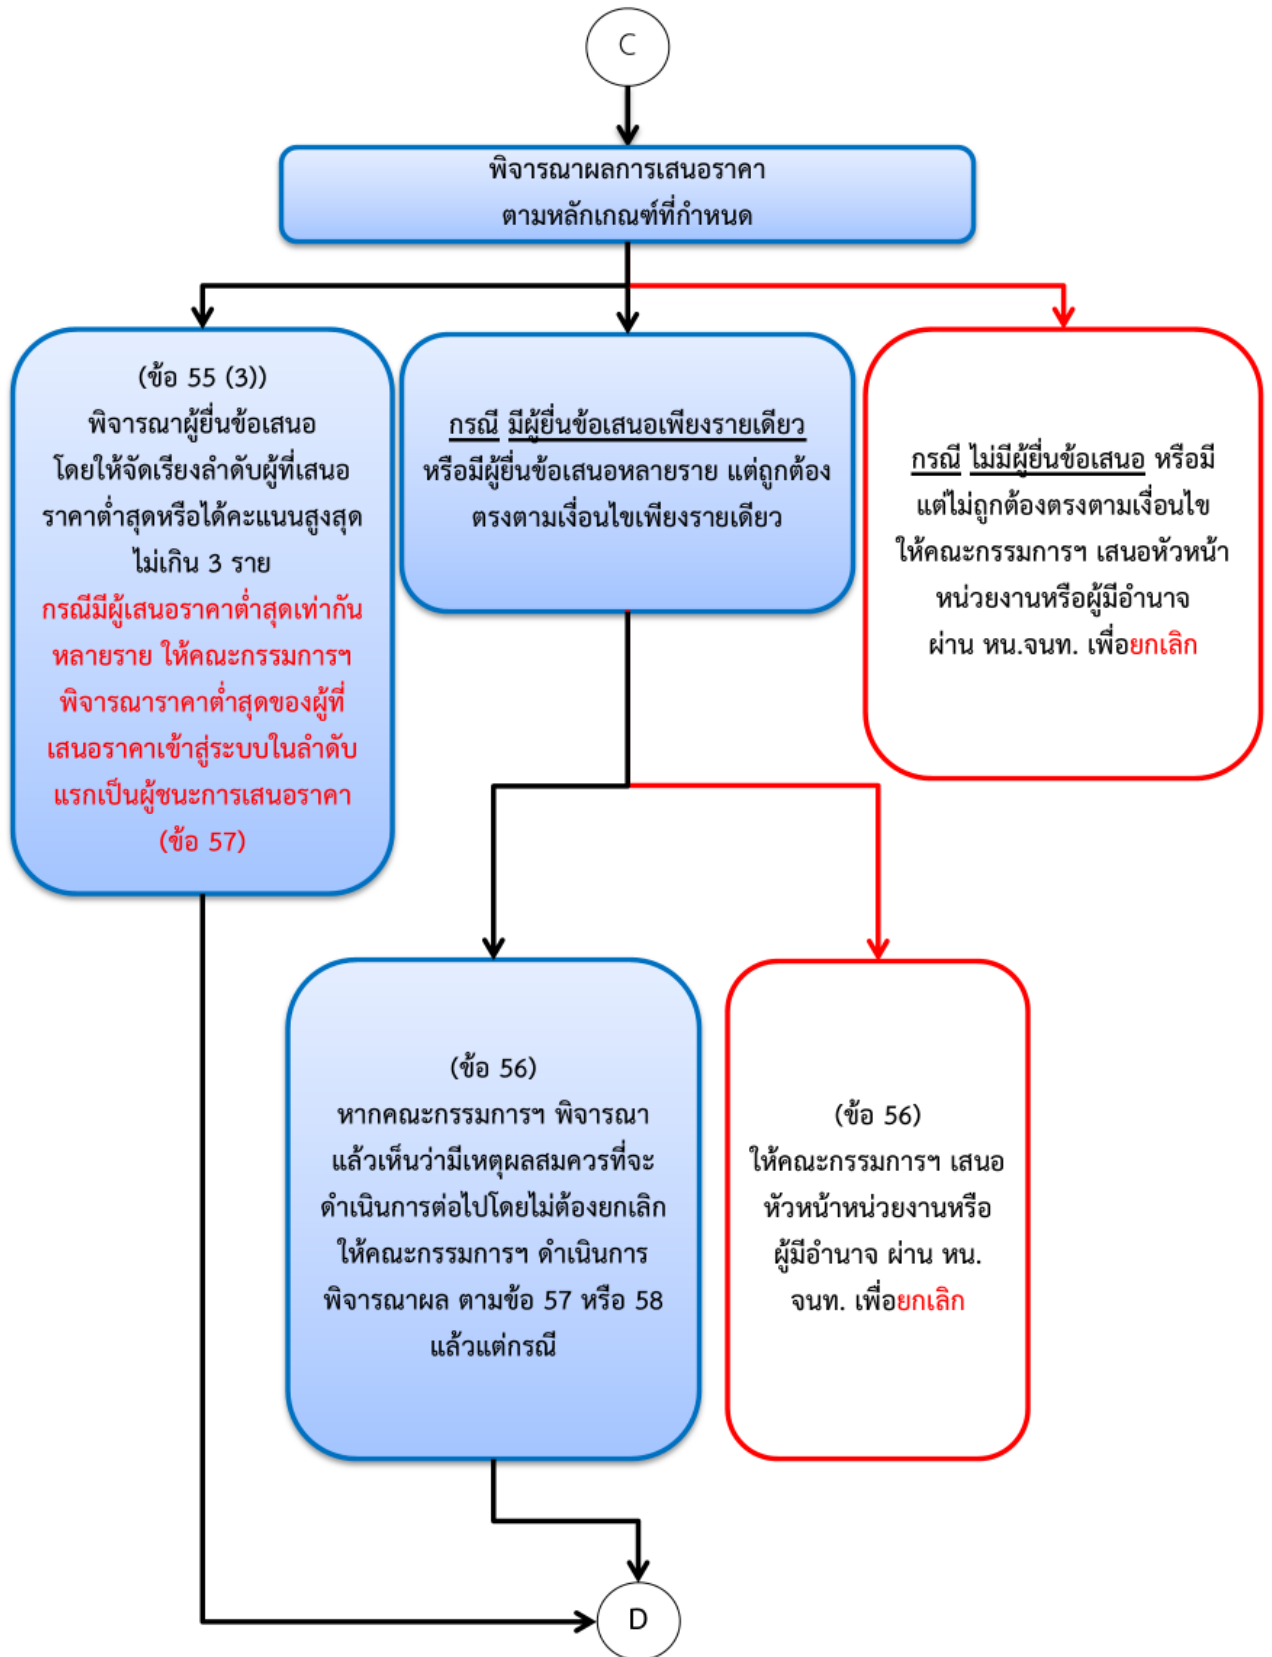 C
พิจารณาผลการเสนอราคา
ตามหลักเกณฑ์ที่กำหนด
(ข้อ 55 (3))
พิจารณาผู้ยื่นข้อเสนอ
โดยให้จัดเรียงลำดับผู้ที่เสนอ
ราคาต่ำสุดหรือได้คะแนนสูงสุด
ไม่เกิน 3 ราย
กรณีมีผู้เสนอราคาต่ำสุดเท่ากัน
หลายราย ให้คณะกรรมการฯ
พิจารณาราคาต่ำสุดของผู้ที่
เสนอราคาเข้าสู่ระบบในลำดับ
แรกเป็นผู้ชนะการเสนอราคา
(ข้อ 57)
กรณี มีผู้ยื่นข้อเสนอเพียงรายเดียว
หรือมีผู้ยื่นข้อเสนอหลายราย แต่ถูกต้อง
ตรงตามเงื่อนไขเพียงรายเดียว
กรณี ไม่มีผู้ยื่นข้อเสนอ หรือมี
แต่ไม่ถูกต้องตรงตามเงื่อนไข
ให้คณะกรรมการฯ เสนอหัวหน้า
หน่วยงานหรือผู้มีอำนาจ
ผ่าน หน.จนท. เพื่อยกเลิก
(ข้อ 56)
หากคณะกรรมการฯ พิจารณา
แล้วเห็นว่ามีเหตุผลสมควรที่จะ
ดำเนินการต่อไปโดยไม่ต้องยกเลิก
ให้คณะกรรมการฯ ดำเนินการ
พิจารณาผล ตามข้อ 57 หรือ 58
แล้วแต่กรณี
(ข้อ 56)
ให้คณะกรรมการฯ เสนอ
หัวหน้าหน่วยงานหรือ
ผู้มีอำนาจ ผ่าน หน.
จนท. เพื่อยกเลิก
D